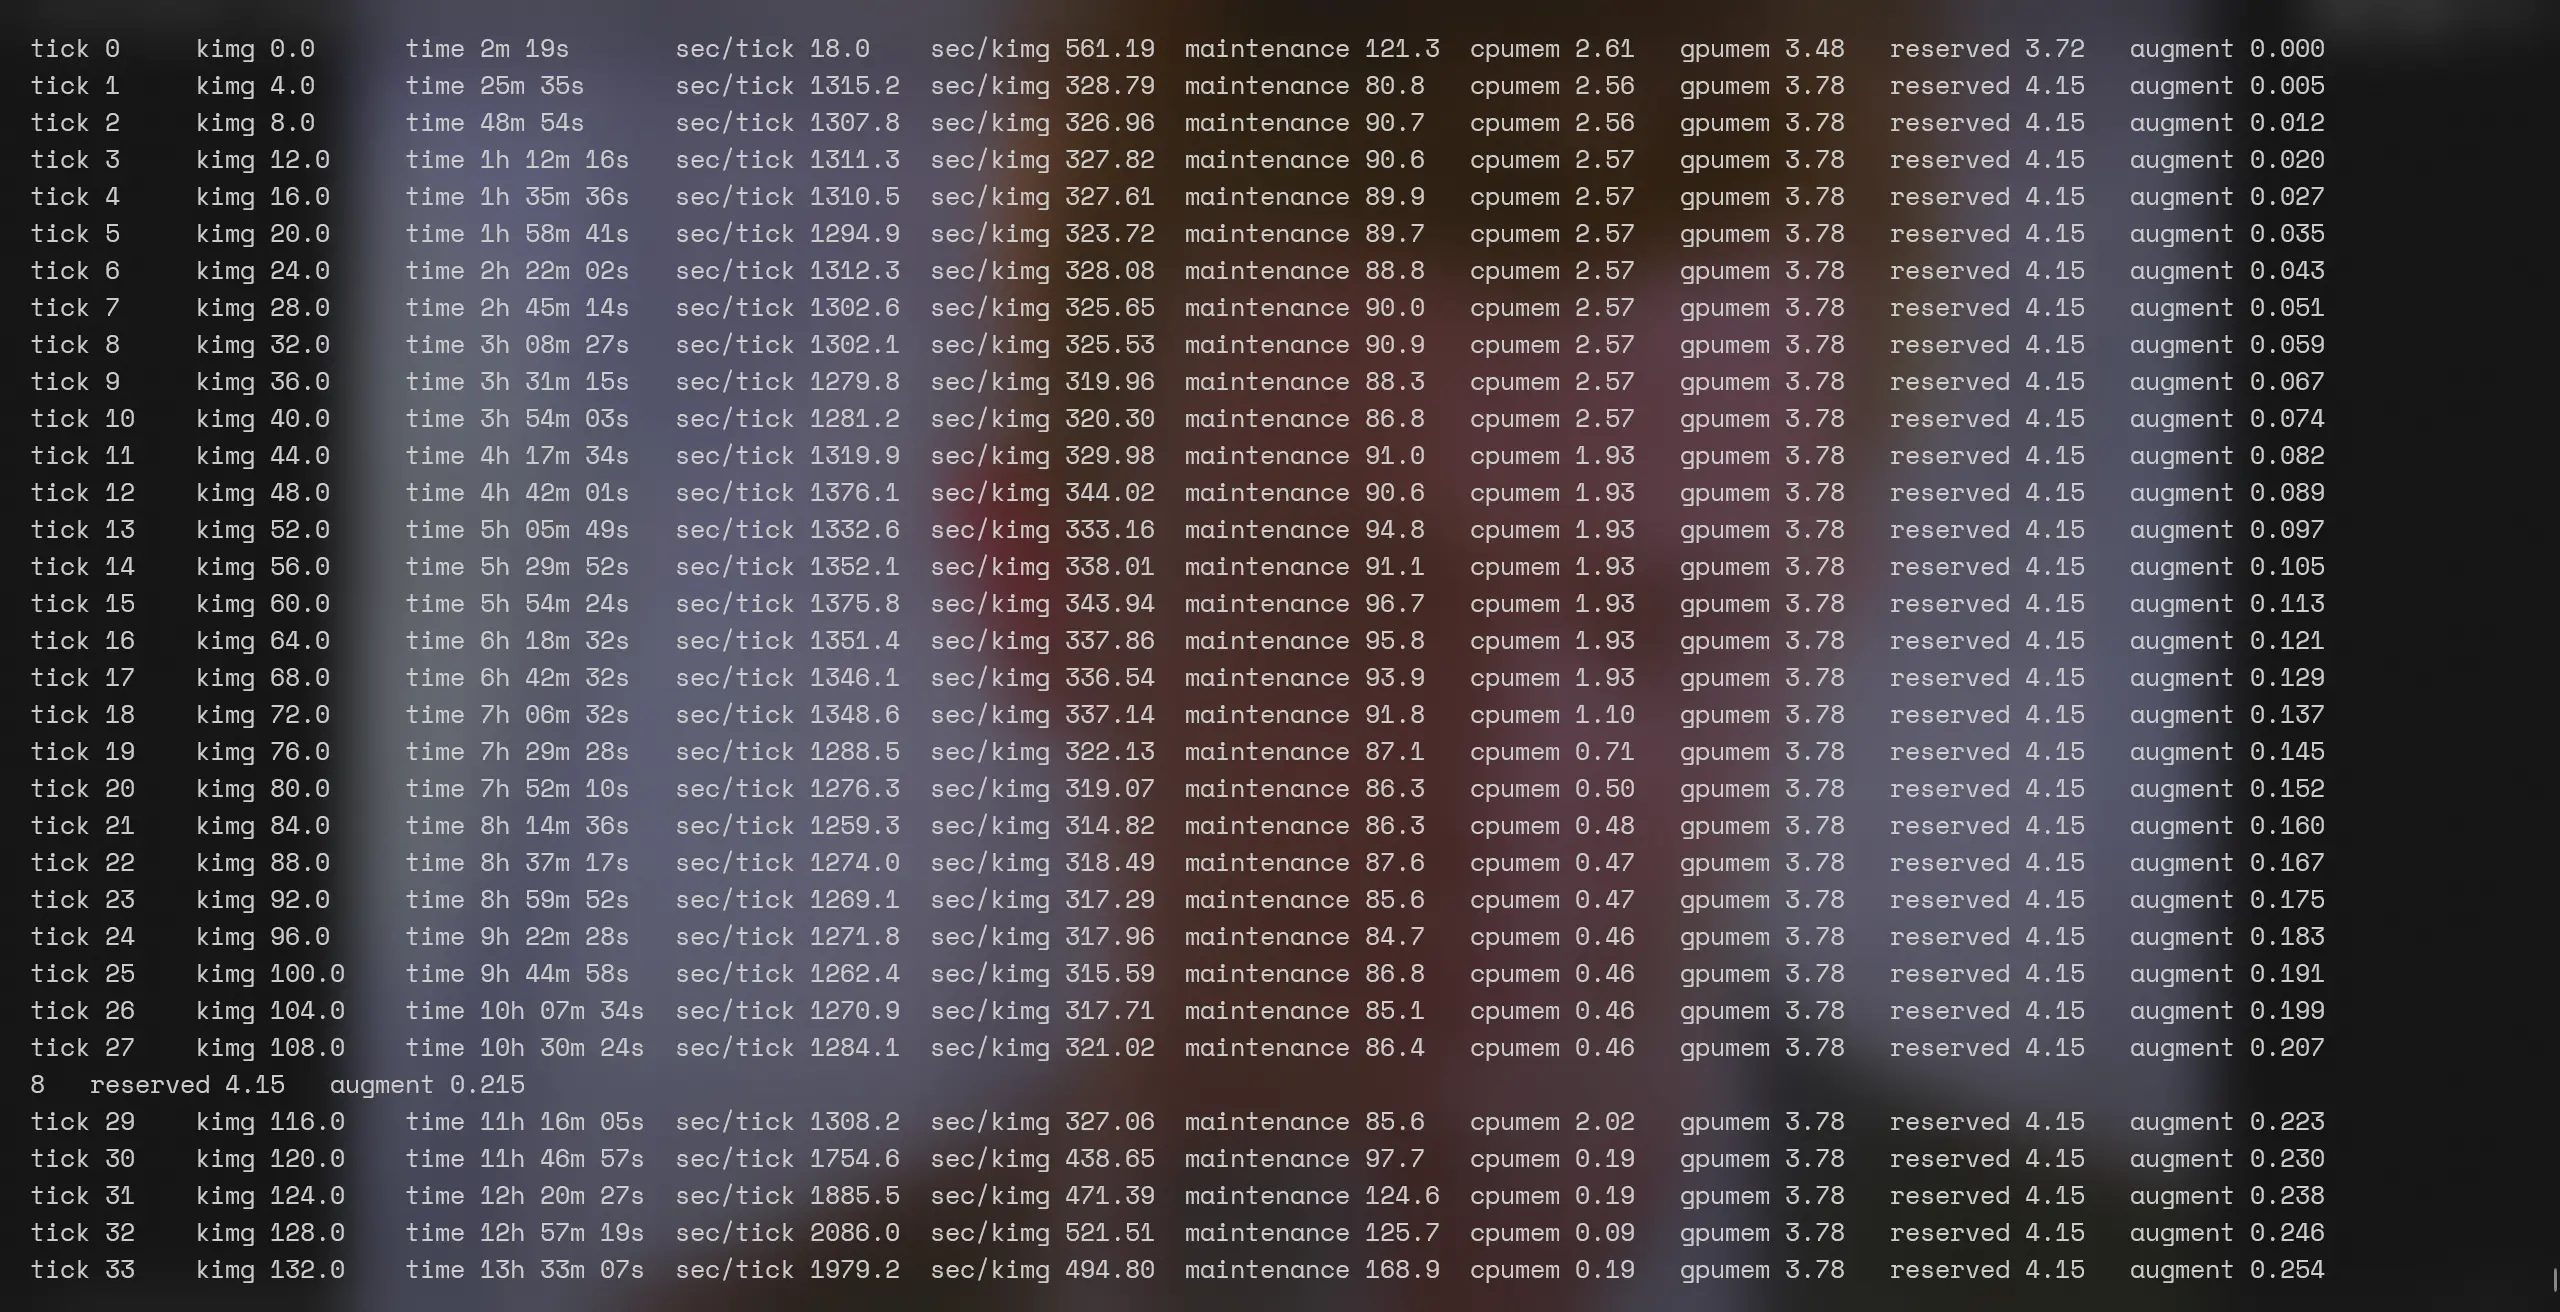 tick 0 kimg 0.0 time 2m 19s sec/tick 18.0 sec/kimg 561.19 maintenance 121.3 cpumem 2.61 gpumem 3.48 reserved 3.72 augment 0.000
tick 1 kimg 4.0 time 25m 35s sec/tick 1315.2 sec/kimg 328.79 maintenance 80.8 cpumem 2.56 gpumem 3.78 reserved 4.15 augment 0.005
tick 2 kimg 8.0 time 48m 54s sec/tick 1307.8 sec/kimg 326.96 maintenance 90.7 cpumem 2.56 gpumem 3.78 reserved 4.15 augment 0.012
tick 3 kimg 12.0 time 1h 12m 16s sec/tick 1311.3 sec/kimg 327.82 maintenance 90.6 cpumem 2.57 gpumem 3.78 reserved 4.15 augment 0.020
tick 4 kimg 16.0 time 1h 35m 36s sec/tick 1310.5 sec/kimg 327.61 maintenance 89.9 cpumem 2.57 gpumem 3.78 reserved 4.15 augment 0.027
tick 5 kimg 20.0 time 1h 58m 41s sec/tick 1294.9 sec/kimg 323.72 maintenance 89.7 cpumem 2.57 gpumem 3.78 reserved 4.15 augment 0.035
tick 6 kimg 24.0 time 2h 22m 02s sec/tick 1312.3 sec/kimg 328.08 maintenance 88.8 cpumem 2.57 gpumem 3.78 reserved 4.15 augment 0.043
tick 7 kimg 28.0 time 2h 45m 14s sec/tick 1302.6 sec/kimg 325.65 maintenance 90.0 cpumem 2.57 gpumem 3.78 reserved 4.15 augment 0.051
tick 8 kimg 32.0 time 3h 08m 27s sec/tick 1302.1 sec/kimg 325.53 maintenance 90.9 cpumem 2.57 gpumem 3.78 reserved 4.15 augment 0.059
tick 9 kimg 36.0 time 3h 31m 15s sec/tick 1279.8 sec/kimg 319.96 maintenance 88.3 cpumem 2.57 gpumem 3.78 reserved 4.15 augment 0.067
tick 10 kimg 40.0 time 3h 54m 03s sec/tick 1281.2 sec/kimg 320.30 maintenance 86.8 cpumem 2.57 gpumem 3.78 reserved 4.15 augment 0.074
tick 11 kimg 44.0 time 4h 17m 34s sec/tick 1319.9 sec/kimg 329.98 maintenance 91.0 cpumem 1.93 gpumem 3.78 reserved 4.15 augment 0.082
tick 12 kimg 48.0 time 4h 42m 01s sec/tick 1376.1 sec/kimg 344.02 maintenance 90.6 cpumem 1.93 gpumem 3.78 reserved 4.15 augment 0.089
tick 13 kimg 52.0 time 5h 05m 49s sec/tick 1332.6 sec/kimg 333.16 maintenance 94.8 cpumem 1.93 gpumem 3.78 reserved 4.15 augment 0.097
tick 14 kimg 56.0 time 5h 29m 52s sec/tick 1352.1 sec/kimg 338.01 maintenance 91.1 cpumem 1.93 gpumem 3.78 reserved 4.15 augment 0.105
tick 15 kimg 60.0 time 5h 54m 24s sec/tick 1375.8 sec/kimg 343.94 maintenance 96.7 cpumem 1.93 gpumem 3.78 reserved 4.15 augment 0.113
tick 16 kimg 64.0 time 6h 18m 32s sec/tick 1351.4 sec/kimg 337.86 maintenance 95.8 cpumem 1.93 gpumem 3.78 reserved 4.15 augment 0.121
tick 17 kimg 68.0 time 6h 42m 32s sec/tick 1346.1 sec/kimg 336.54 maintenance 93.9 cpumem 1.93 gpumem 3.78 reserved 4.15 augment 0.129
tick 18 kimg 72.0 time 7h 06m 32s sec/tick 1348.6 sec/kimg 337.14 maintenance 91.8 cpumem 1.10 gpumem 3.78 reserved 4.15 augment 0.137
tick 19 kimg 76.0 time 7h 29m 28s sec/tick 1288.5 sec/kimg 322.13 maintenance 87.1 cpumem 0.71 gpumem 3.78 reserved 4.15 augment 0.145
tick 20 kimg 80.0 time 7h 52m 10s sec/tick 1276.3 sec/kimg 319.07 maintenance 86.3 cpumem 0.50 gpumem 3.78 reserved 4.15 augment 0.152
tick 21 kimg 84.0 time 8h 14m 36s sec/tick 1259.3 sec/kimg 314.82 maintenance 86.3 cpumem 0.48 gpumem 3.78 reserved 4.15 augment 0.160
tick 22 kimg 88.0 time 8h 37m 17s sec/tick 1274.0 sec/kimg 318.49 maintenance 87.6 cpumem 0.47 gpumem 3.78 reserved 4.15 augment 0.167
tick 23 kimg 92.0 time 8h 59m 52s sec/tick 1269.1 sec/kimg 317.29 maintenance 85.6 cpumem 0.47 gpumem 3.78 reserved 4.15 augment 0.175
tick 24 kimg 96.0 time 9h 22m 28s sec/tick 1271.8 sec/kimg 317.96 maintenance 84.7 cpumem 0.46 gpumem 3.78 reserved 4.15 augment 0.183
tick 25 kimg 100.0 time 9h 44m 58s sec/tick 1262.4 sec/kimg 315.59 maintenance 86.8 cpumem 0.46 gpumem 3.78 reserved 4.15 augment 0.191
tick 26 kimg 104.0 time 10h 07m 34s sec/tick 1270.9 sec/kimg 317.71 maintenance 85.1 cpumem 0.46 gpumem 3.78 reserved 4.15 augment 0.199
tick 27 kimg 108.0 time 10h 30m 24s sec/tick 1284.1 sec/kimg 321.02 maintenance 86.4 cpumem 0.46 gpumem 3.78 reserved 4.15 augment 0.207
8 reserved 4.15 augment 0.215
tick 29 kimg 116.0 time 11h 16m 05s sec/tick 1308.2 sec/kimg 327.06 maintenance 85.6 cpumem 2.02 gpumem 3.78 reserved 4.15 augment 0.223
tick 30 kimg 120.0 time 11h 46m 57s sec/tick 1754.6 sec/kimg 438.65 maintenance 97.7 cpumem 0.19 gpumem 3.78 reserved 4.15 augment 0.230
tick 31 kimg 124.0 time 12h 20m 27s sec/tick 1885.5 sec/kimg 471.39 maintenance 124.6 cpumem 0.19 gpumem 3.78 reserved 4.15 augment 0.238
tick 32 kimg 128.0 time 12h 57m 19s sec/tick 2086.0 sec/kimg 521.51 maintenance 125.7 cpumem 0.09 gpumem 3.78 reserved 4.15 augment 0.246
tick 33 kimg 132.0 time 13h 33m 07s sec/tick 1979.2 sec/kimg 494.80 maintenance 168.9 cpumem 0.19 gpumem 3.78 reserved 4.15 augment 0.254